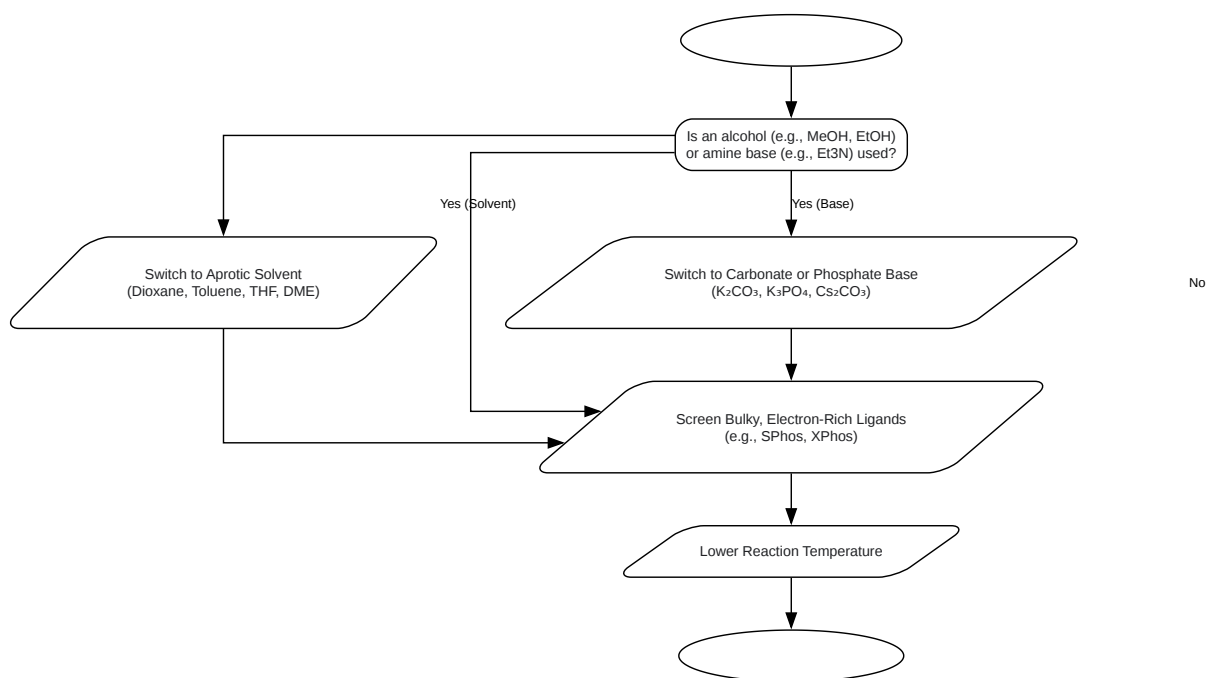 Is an alcohol (e.g., MeOH, EtOH)
or amine base (e.g., Et3N) used?
Yes (Solvent)
Yes (Base)
Switch to Aprotic Solvent
(Dioxane, Toluene, THF, DME)
Switch to Carbonate or Phosphate Base
(K₂CO₃, K₃PO₄, Cs₂CO₃)
No
Screen Bulky, Electron-Rich Ligands
(e.g., SPhos, XPhos)
Lower Reaction Temperature